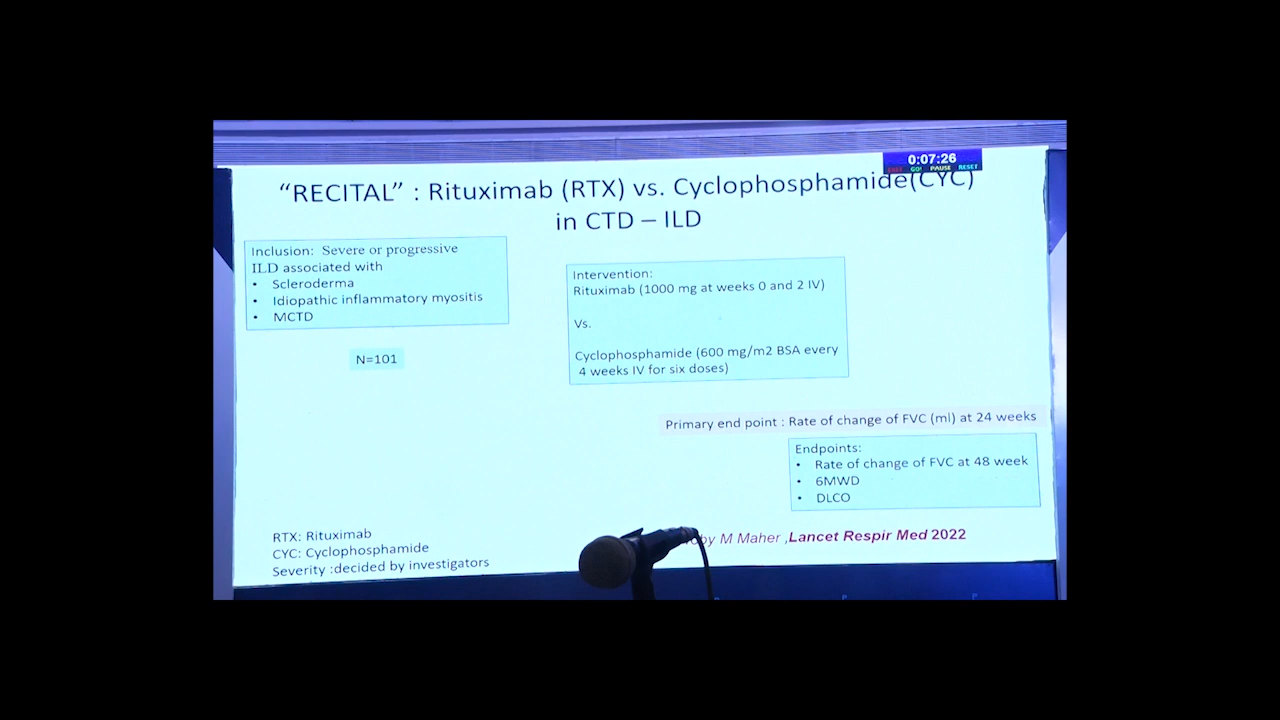 0:07:26
GO! PAUSE RESET
“RECITAL” : Rituximab (RTX) vs. Cyclophosphamide(CYC)
in CTD – ILD
Inclusion: Severe or progressive
ILD associated with
• Scleroderma
• Idiopathic inflammatory myositis
• MCTD
N=101
Intervention:
Rituximab (1000 mg at weeks 0 and 2 IV)
Vs.
Cyclophosphamide (600 mg/m2 BSA every
4 weeks IV for six doses)
Primary end point : Rate of change of FVC (ml) at 24 weeks
Endpoints:
• Rate of change of FVC at 48 week
• 6MWD
• DLCO
RTX: Rituximab
CYC: Cyclophosphamide
Severity :decided by investigators
M Maher ,Lancet Respir Med 2022